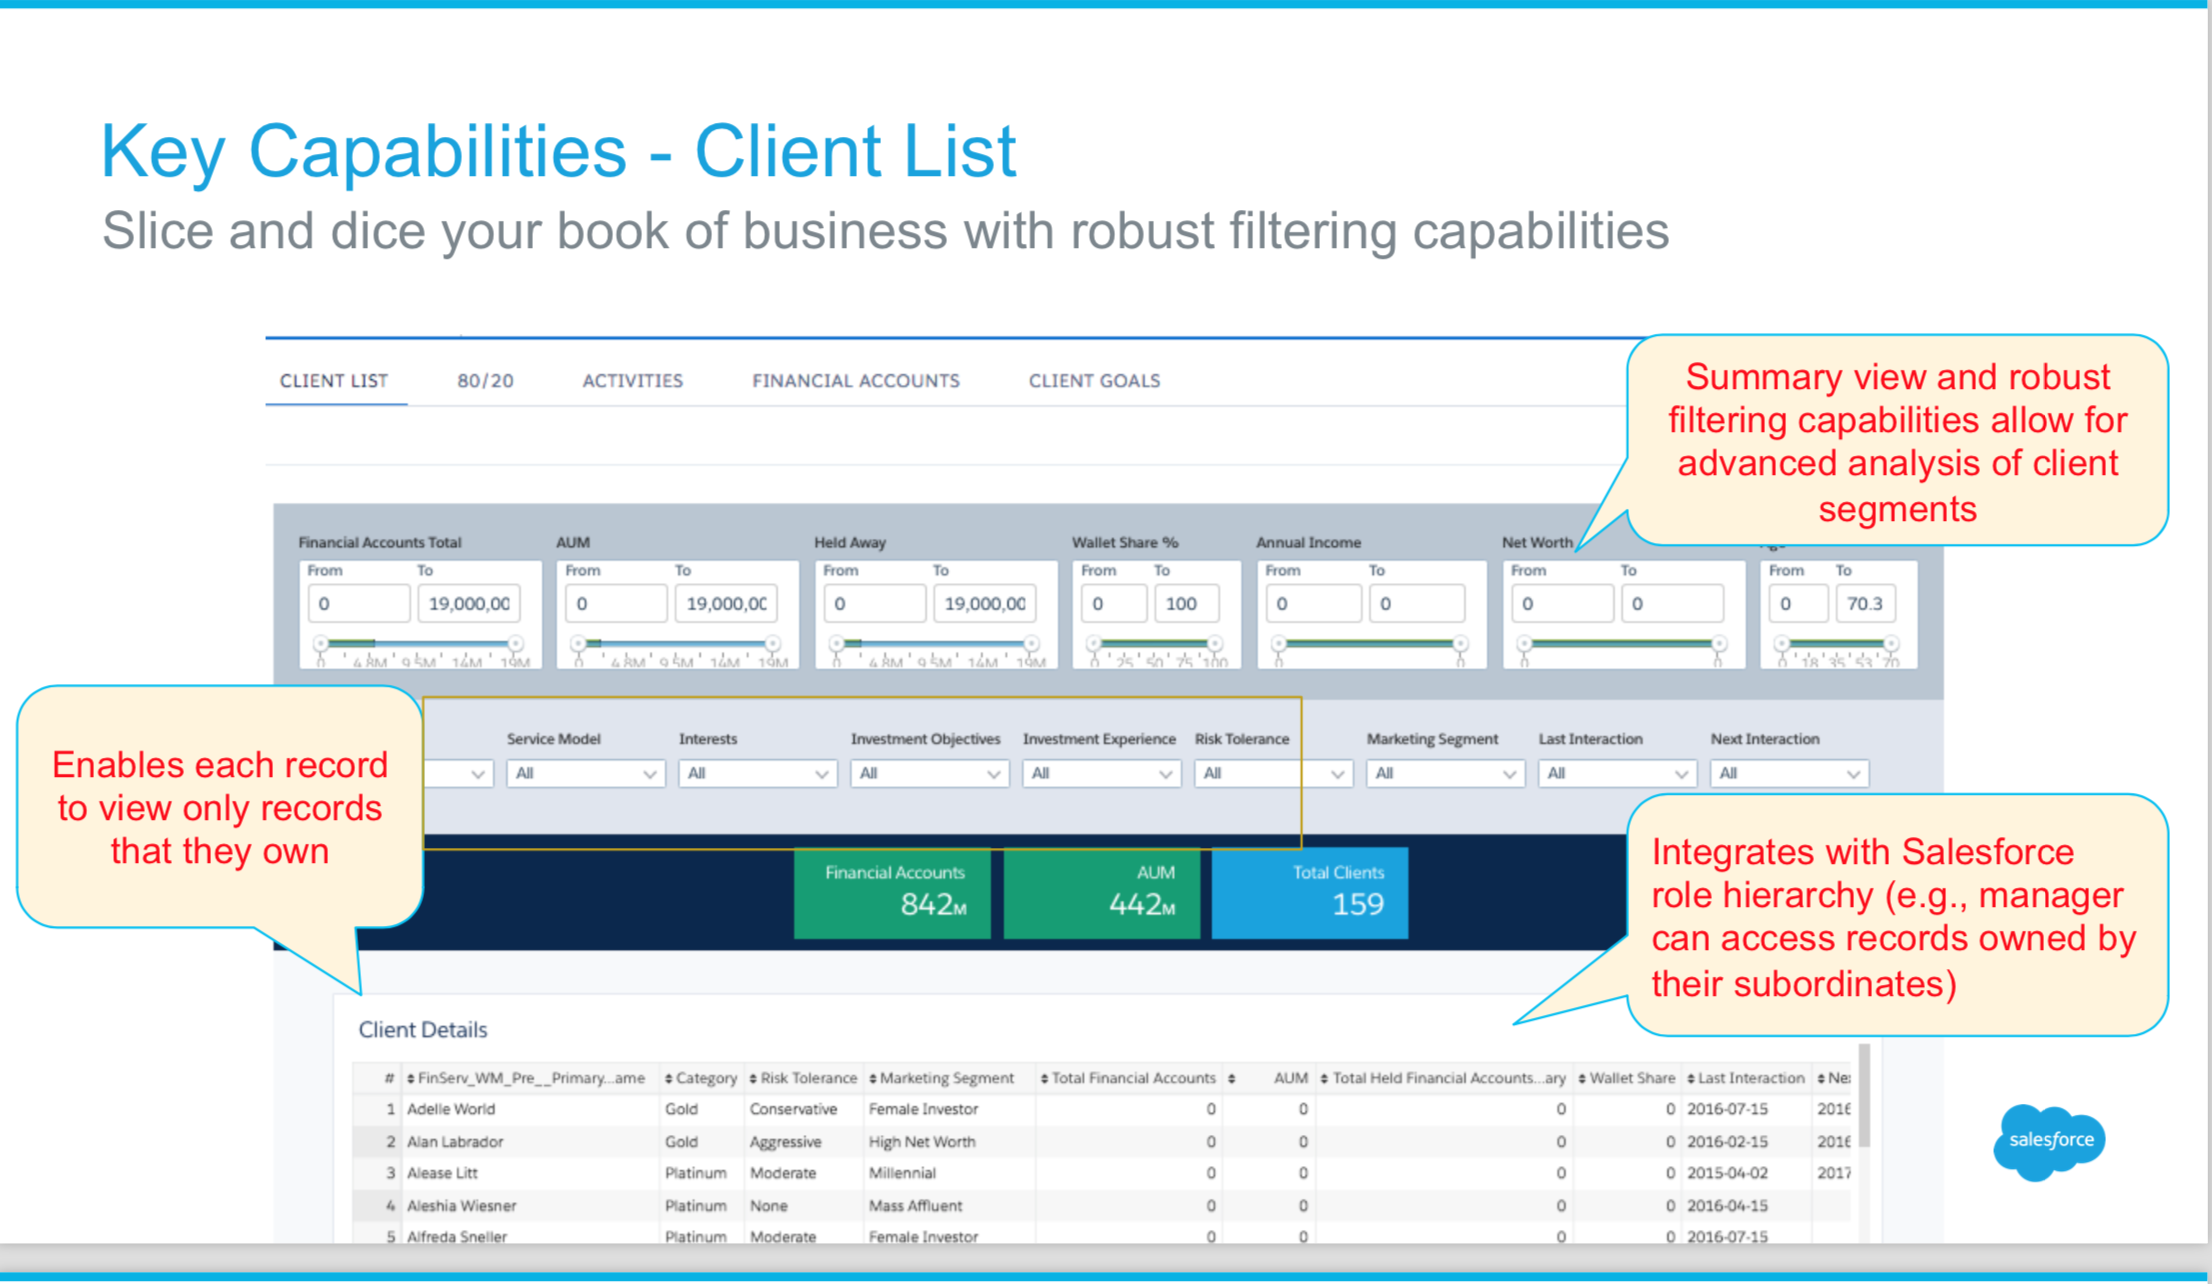 Key Capabilities - Client List
Slice and dice your book of business with robust filtering capabilities
CLIENT LIST 80/20 ACTIVITIES FINANCIAL ACCOUNTS CLIENT GOALS
Summary view and robust
filtering capabilities allow for
advanced analysis of client
segments
Financial Accounts Total AUM Held Away Wallet Share % Annual Income Net Worth
From To From To From To From To From To From To From To
0 19,000,00 0 19,000,00 0 19,000,00 0 100 0 0 0 0 0 70.3
0 4.8M 9.5M 14M 19M 0 4.8M 9.5M 14M 19M 0 4.8M 9.5M 14M 19M 0 25 50 75 100 0 0 0 0 0 18 35 53 70
Enables each record
to view only records
that they own
Service Model Interests Investment Objectives Investment Experience Risk Tolerance Marketing Segment Last Interaction Next Interaction
All All All All All All All All
Financial Accounts AUM Total Clients
842M 442M 159
Integrates with Salesforce
role hierarchy (e.g., manager
can access records owned by
their subordinates)
Client Details
# FinServ_WM_Pre__Primary...ame Category Risk Tolerance Marketing Segment Total Financial Accounts AUM Total Held Financial Accounts...ary Wallet Share Last Interaction
1 Adelle World Gold Conservative Female Investor 0 0 0 0 2016-07-15 2016
2 Alan Labrador Gold Aggressive High Net Worth 0 0 0 0 2016-02-15 2016
3 Alease Litt Platinum Moderate Millennial 0 0 0 0 2015-04-02 2017
4 Aleshia Wiesner Platinum None Mass Affluent 0 0 0 0 2016-04-15
5 Alfreda Sneller Platinum Moderate Female Investor 0 0 0 0 2016-07-15
salesforce